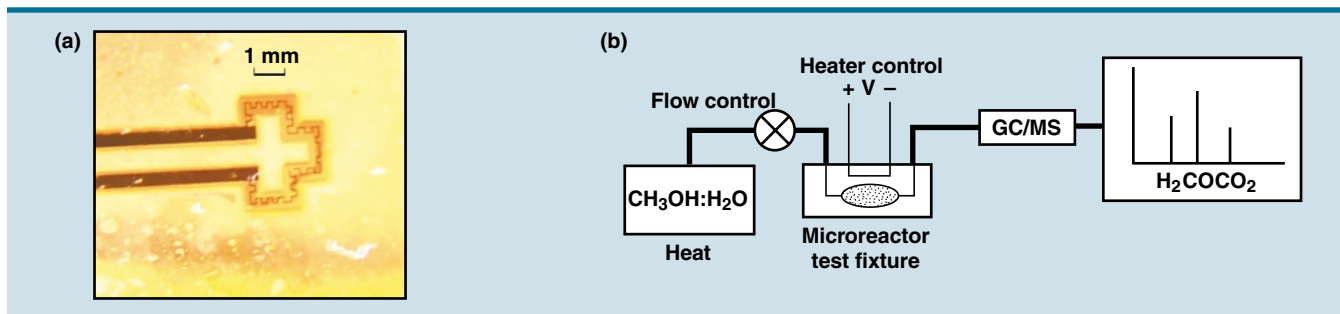 (a)
1 mm
(b)
Heater control
+ V –
Flow control
GC/MS
CH₃OH:H₂O
H₂COCO₂
Heat
Microreactor
test fixture